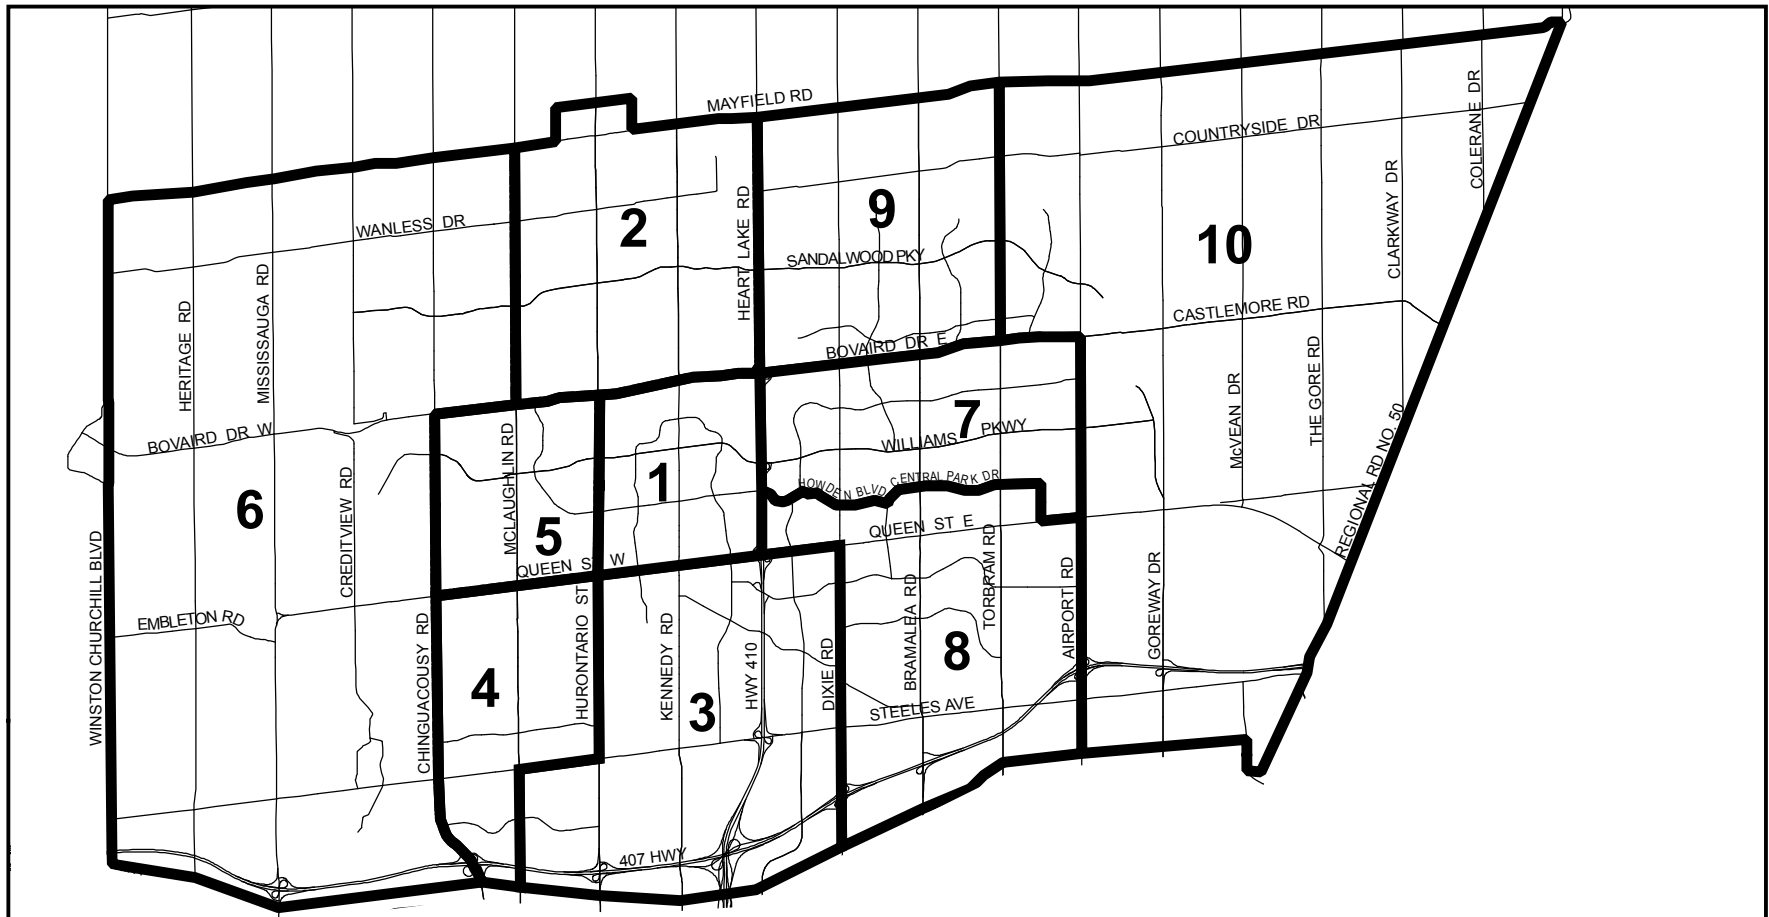 MAYFIELD RD
COUNTRYSIDE DR
COLERANE DR
CLARKWAY DR
WANLESS DR
2
HEART LAKE RD
9
10
SANDALWOOD PKY
CASTLEMORE RD
HERITAGE RD
MISSISSAUGA RD
BOVAIRD DR E
BOVAIRD DR W
MCLAUGHLIN RD
7
WILLIAMS PKWY
McVEAN DR
THE GORE RD
REGIONAL RD NO. 50
6
CREDITVIEW RD
1
HOWDEN BLVD
CENTRAL PARK DR
5
QUEEN ST W
QUEEN ST E
WINSTON CHURCHILL BLVD
EMBLETON RD
CHINGUACOUSY RD
4
HURONTARIO ST
KENNEDY RD
3
HWY 410
DIXIE RD
BRAMALEA RD
8
TORBRAM RD
AIRPORT RD
GOREWAY DR
STEELES AVE
407 HWY